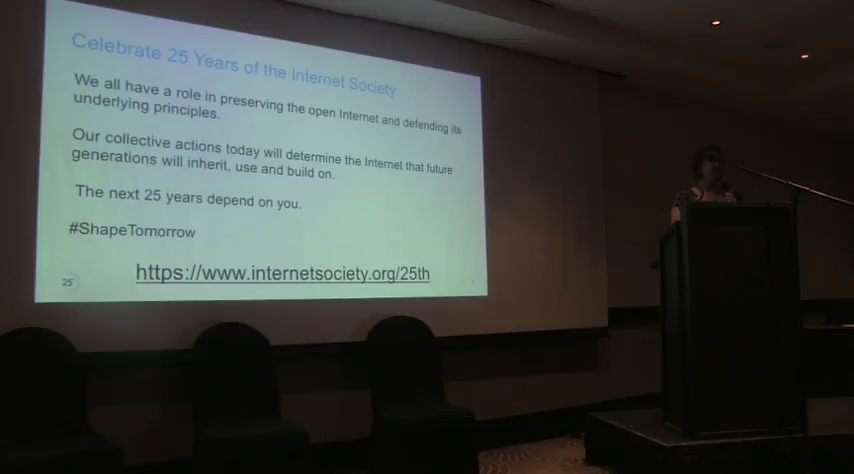 Celebrate 25 Years of the Internet Society
We all have a role in preserving the open Internet and defending its
underlying principles.
Our collective actions today will determine the Internet that future
generations will inherit, use and build on.
The next 25 years depend on you.
#ShapeTomorrow
https://www.internetsociety.org/25th
25